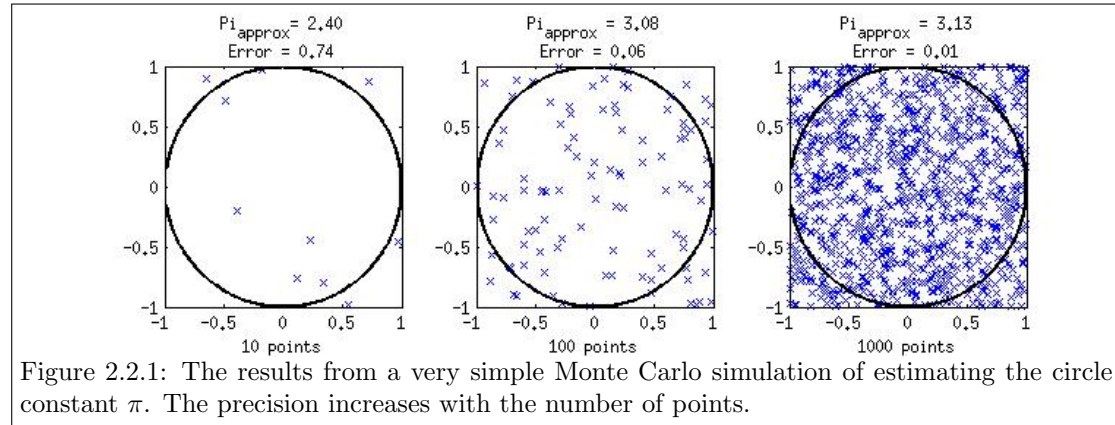 Pi_approx = 2.40
Error = 0.74
1
0.5
0
-0.5
-1
-1 -0.5 0 0.5 1
10 points
Pi_approx = 3.08
Error = 0.06
1
0.5
0
-0.5
-1
-1 -0.5 0 0.5 1
100 points
Pi_approx = 3.13
Error = 0.01
1
0.5
0
-0.5
-1
-1 -0.5 0 0.5 1
1000 points
Figure 2.2.1: The results from a very simple Monte Carlo simulation of estimating the circle
constant π. The precision increases with the number of points.